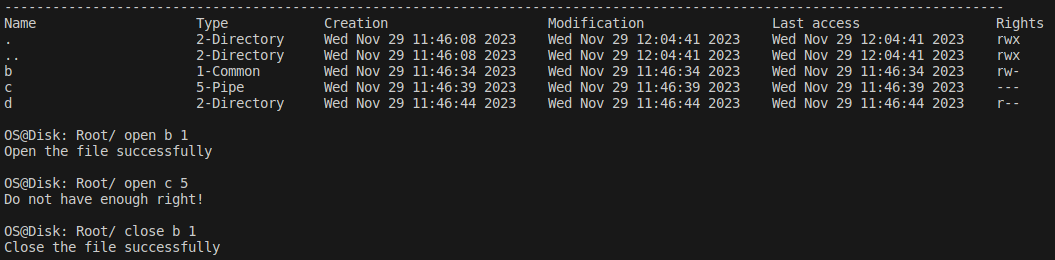 -----------------------------------------------------------------------------------------------------------------------------
Name                    Type            Creation                    Modification                Last access                 Rights
.                       2-Directory     Wed Nov 29 11:46:08 2023    Wed Nov 29 12:04:41 2023    Wed Nov 29 12:04:41 2023    rwx
..                      2-Directory     Wed Nov 29 11:46:08 2023    Wed Nov 29 12:04:41 2023    Wed Nov 29 12:04:41 2023    rwx
b                       1-Common        Wed Nov 29 11:46:34 2023    Wed Nov 29 11:46:34 2023    Wed Nov 29 11:46:34 2023    rw-
c                       5-Pipe          Wed Nov 29 11:46:39 2023    Wed Nov 29 11:46:39 2023    Wed Nov 29 11:46:39 2023    ---
d                       2-Directory     Wed Nov 29 11:46:44 2023    Wed Nov 29 11:46:44 2023    Wed Nov 29 11:46:44 2023    r--

OS@Disk: Root/ open b 1
Open the file successfully

OS@Disk: Root/ open c 5
Do not have enough right!

OS@Disk: Root/ close b 1
Close the file successfully